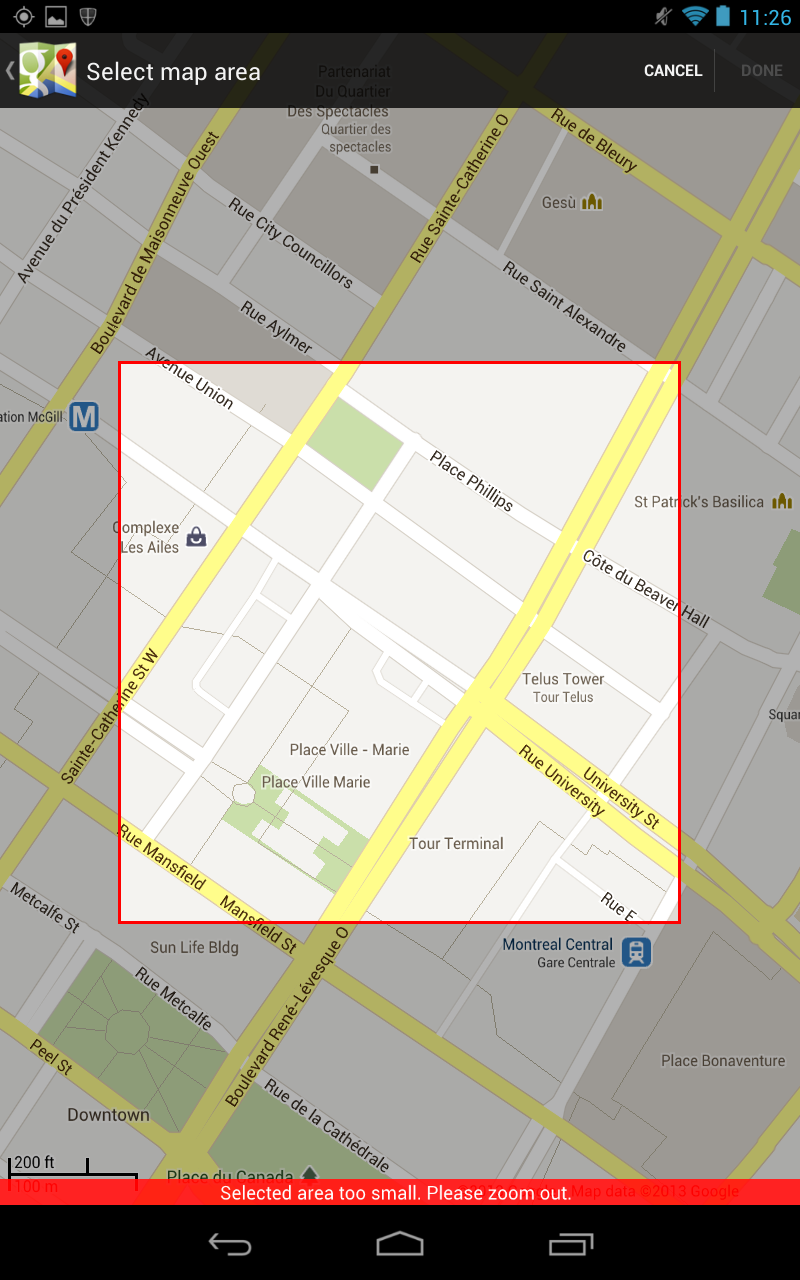 11:26
Select map area
CANCEL
DONE
Partenariat
Du Quartier
Des Spectacles
Quartier des
spectacles
Avenue du Président Kennedy
Boulevard de Maisonneuve Ouest
Rue Sainte-Catherine O
Rue de Bleury
Gesù
Rue City Councillors
Rue Saint Alexandre
Rue Aylmer
Avenue Union
ation McGill
M
Place Phillips
St Patrick's Basilica
Complexe
Les Ailes
Côte du Beaver Hall
Sainte-Catherine St W
Telus Tower
Tour Telus
Squar
Place Ville - Marie
Place Ville Marie
Rue University
University St
Tour Terminal
Rue Mansfield
Mansfield St
Rue E
Metcalfe St
Sun Life Bldg
Montreal Central
Gare Centrale
Rue Metcalfe
Boulevard René-Lévesque O
Peel St
Place Bonaventure
Downtown
Rue de la Cathédrale
Place du Canada
200 ft
100 m
Selected area too small. Please zoom out.
Map data ©2013 Google